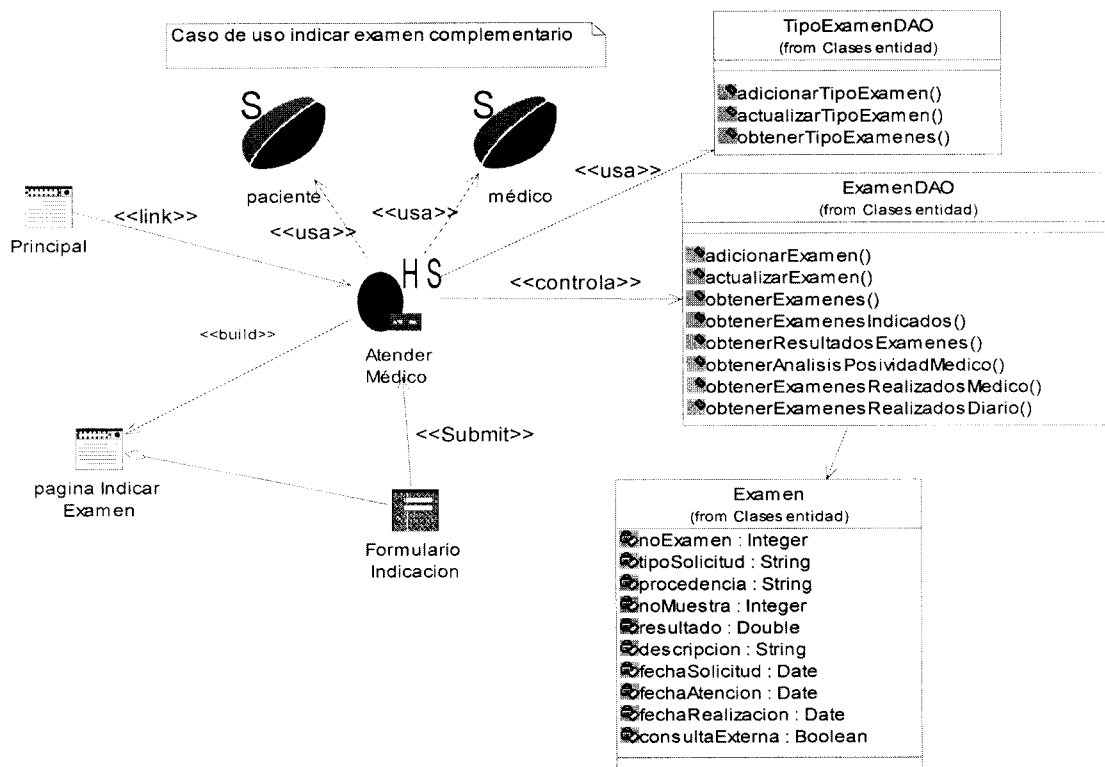 Caso de uso indicar examen complementario
TipoExamenDAO
(from Clases entidad)
adicionarTipoExamen()
actualizarTipoExamen()
obtenerTipoExamenes()
S
paciente
S
médico
<<usa>>
<<usa>>
<<usa>>
<<link>>
Principal
H S
Atender
Médico
<<controla>>
ExamenDAO
(from Clases entidad)
adicionarExamen()
actualizarExamen()
obtenerExamenes()
obtenerExamenesIndicados()
obtenerResultadosExamenes()
obtenerAnalisisPosividadMedico()
obtenerExamenesRealizadosMedico()
obtenerExamenesRealizadosDiario()
<<build>>
<<Submit>>
pagina Indicar
Examen
Formulario
Indicacion
Examen
(from Clases entidad)
noExamen : Integer
tipoSolicitud : String
procedencia : String
noMuestra : Integer
resultado : Double
descripcion : String
fechaSolicitud : Date
fechaAtencion : Date
fechaRealizacion : Date
consultaExterna : Boolean